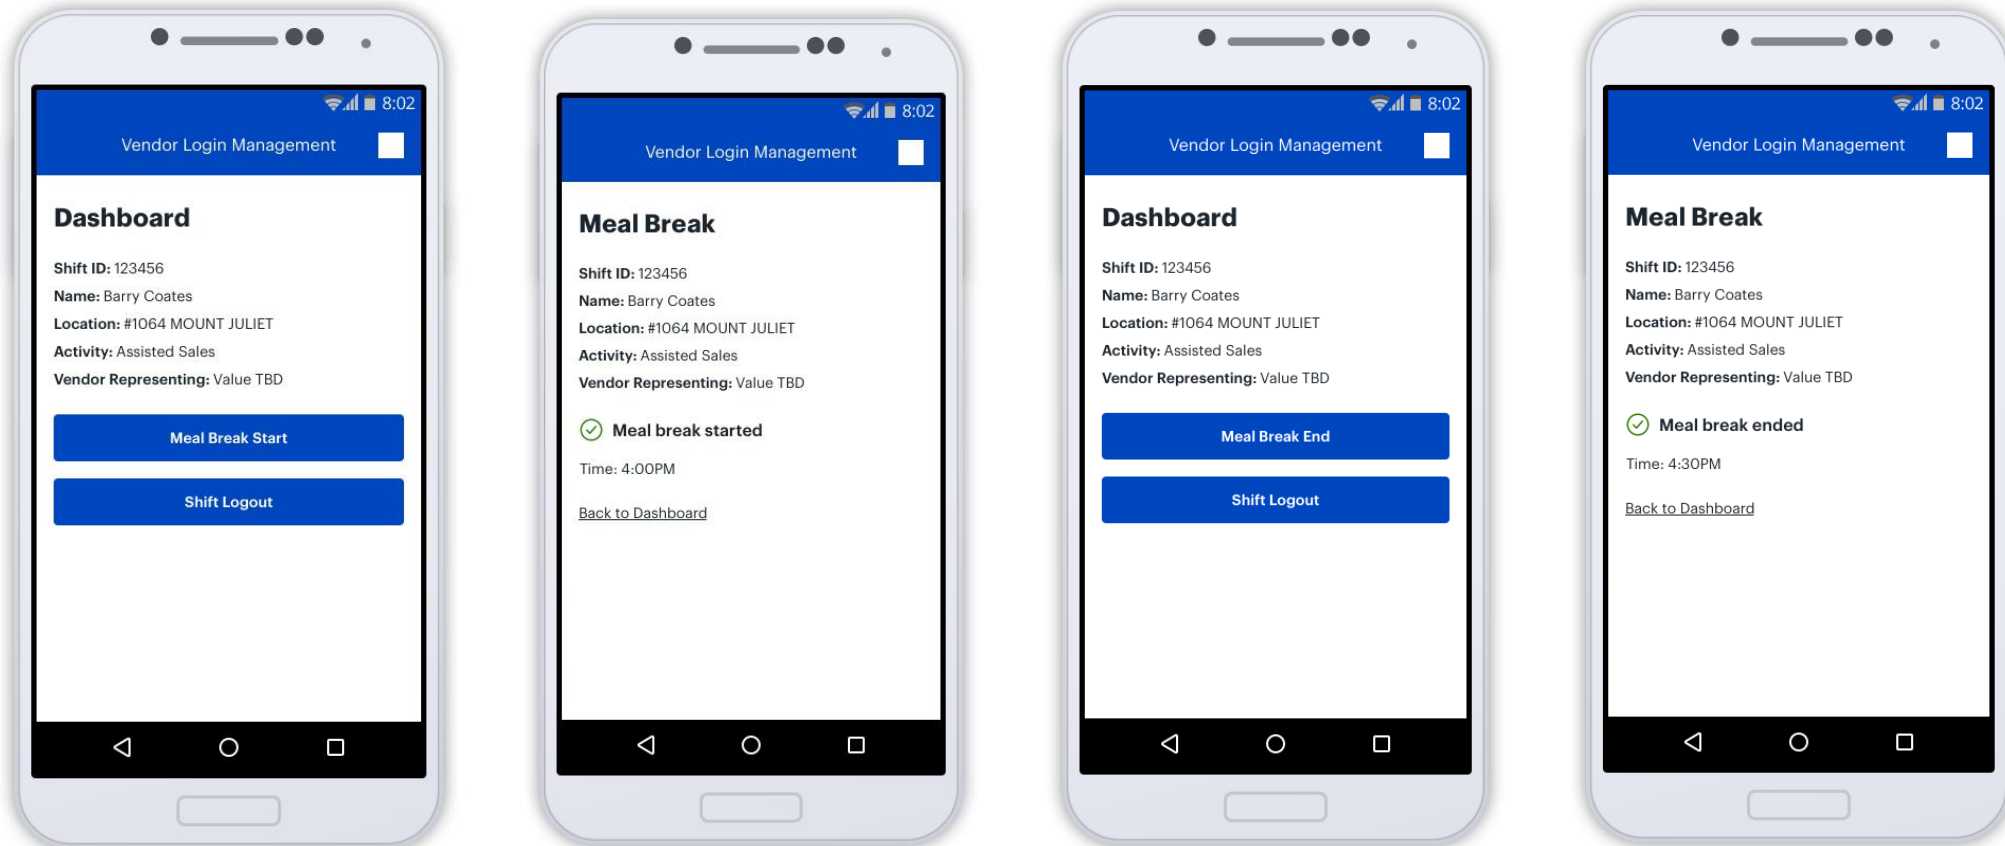 8:02
Vendor Login Management
Dashboard
Shift ID: 123456
Name: Barry Coates
Location: #1064 MOUNT JULIET
Activity: Assisted Sales
Vendor Representing: Value TBD
Meal Break Start
Shift Logout
8:02
Vendor Login Management
Meal Break
Shift ID: 123456
Name: Barry Coates
Location: #1064 MOUNT JULIET
Activity: Assisted Sales
Vendor Representing: Value TBD
Meal break started
Time: 4:00PM
Back to Dashboard
8:02
Vendor Login Management
Dashboard
Shift ID: 123456
Name: Barry Coates
Location: #1064 MOUNT JULIET
Activity: Assisted Sales
Vendor Representing: Value TBD
Meal Break End
Shift Logout
8:02
Vendor Login Management
Meal Break
Shift ID: 123456
Name: Barry Coates
Location: #1064 MOUNT JULIET
Activity: Assisted Sales
Vendor Representing: Value TBD
Meal break ended
Time: 4:30PM
Back to Dashboard